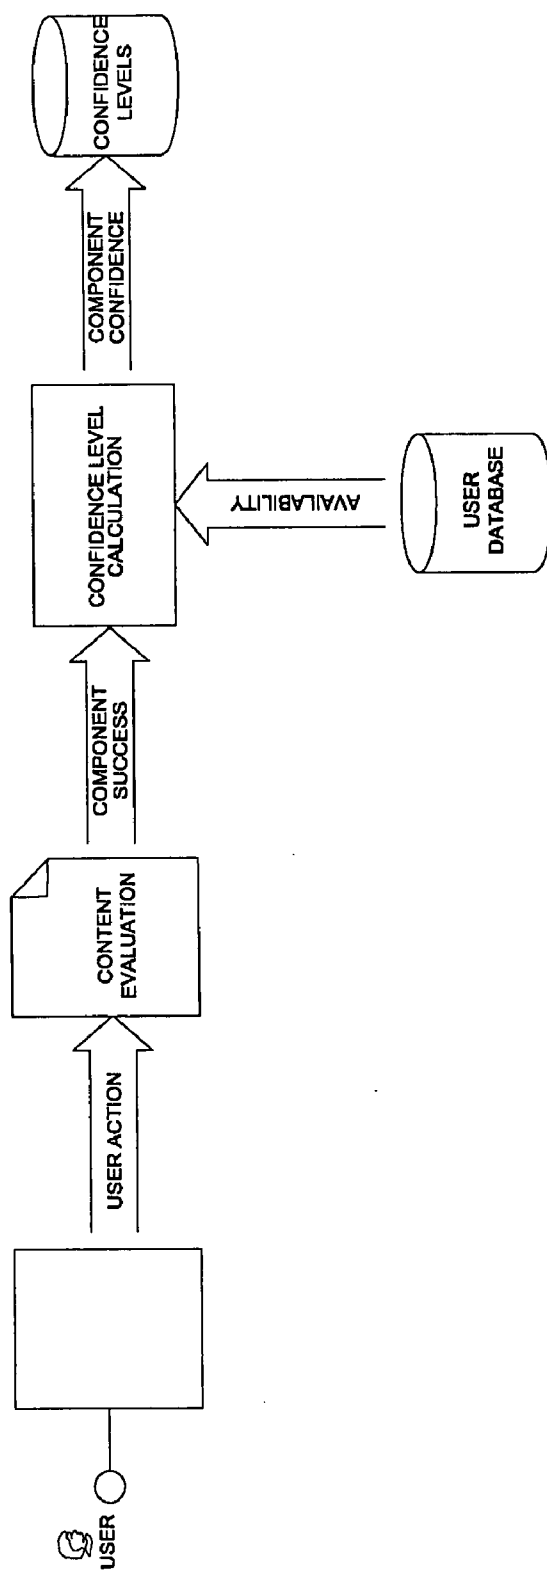 USER
USER ACTION
CONTENT
EVALUATION
COMPONENT
SUCCESS
CONFIDENCE LEVEL
CALCULATION
AVAILABILITY
USER
DATABASE
COMPONENT
CONFIDENCE
CONFIDENCE
LEVELS